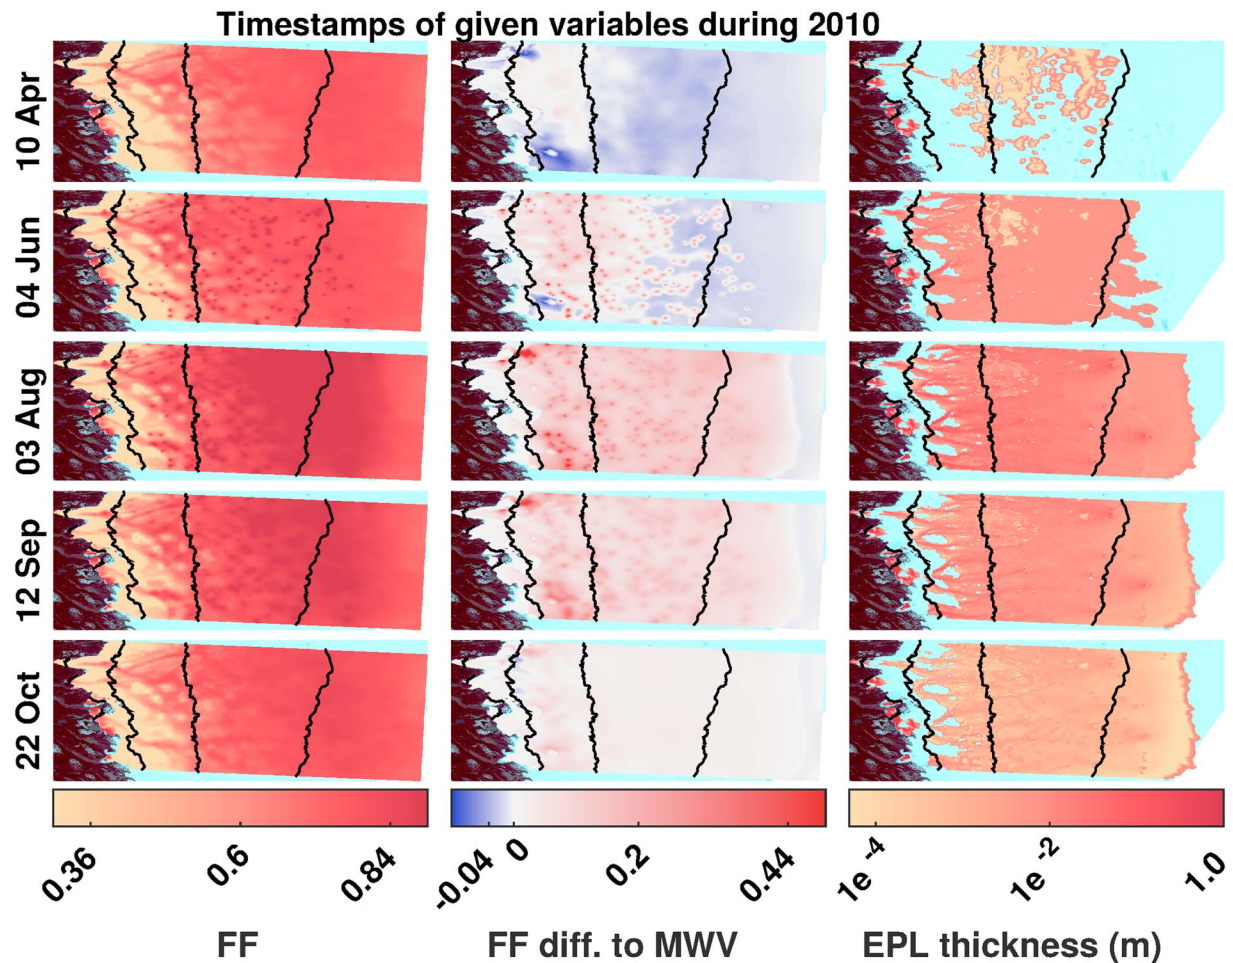 Timestamps of given variables during 2010
10 Apr
04 Jun
03 Aug
12 Sep
22 Oct
0.36 0.6 0.84 -0.04 0 0.2 0.44 1e -4 1e -2 1.0
FF FF diff. to MWV EPL thickness (m)